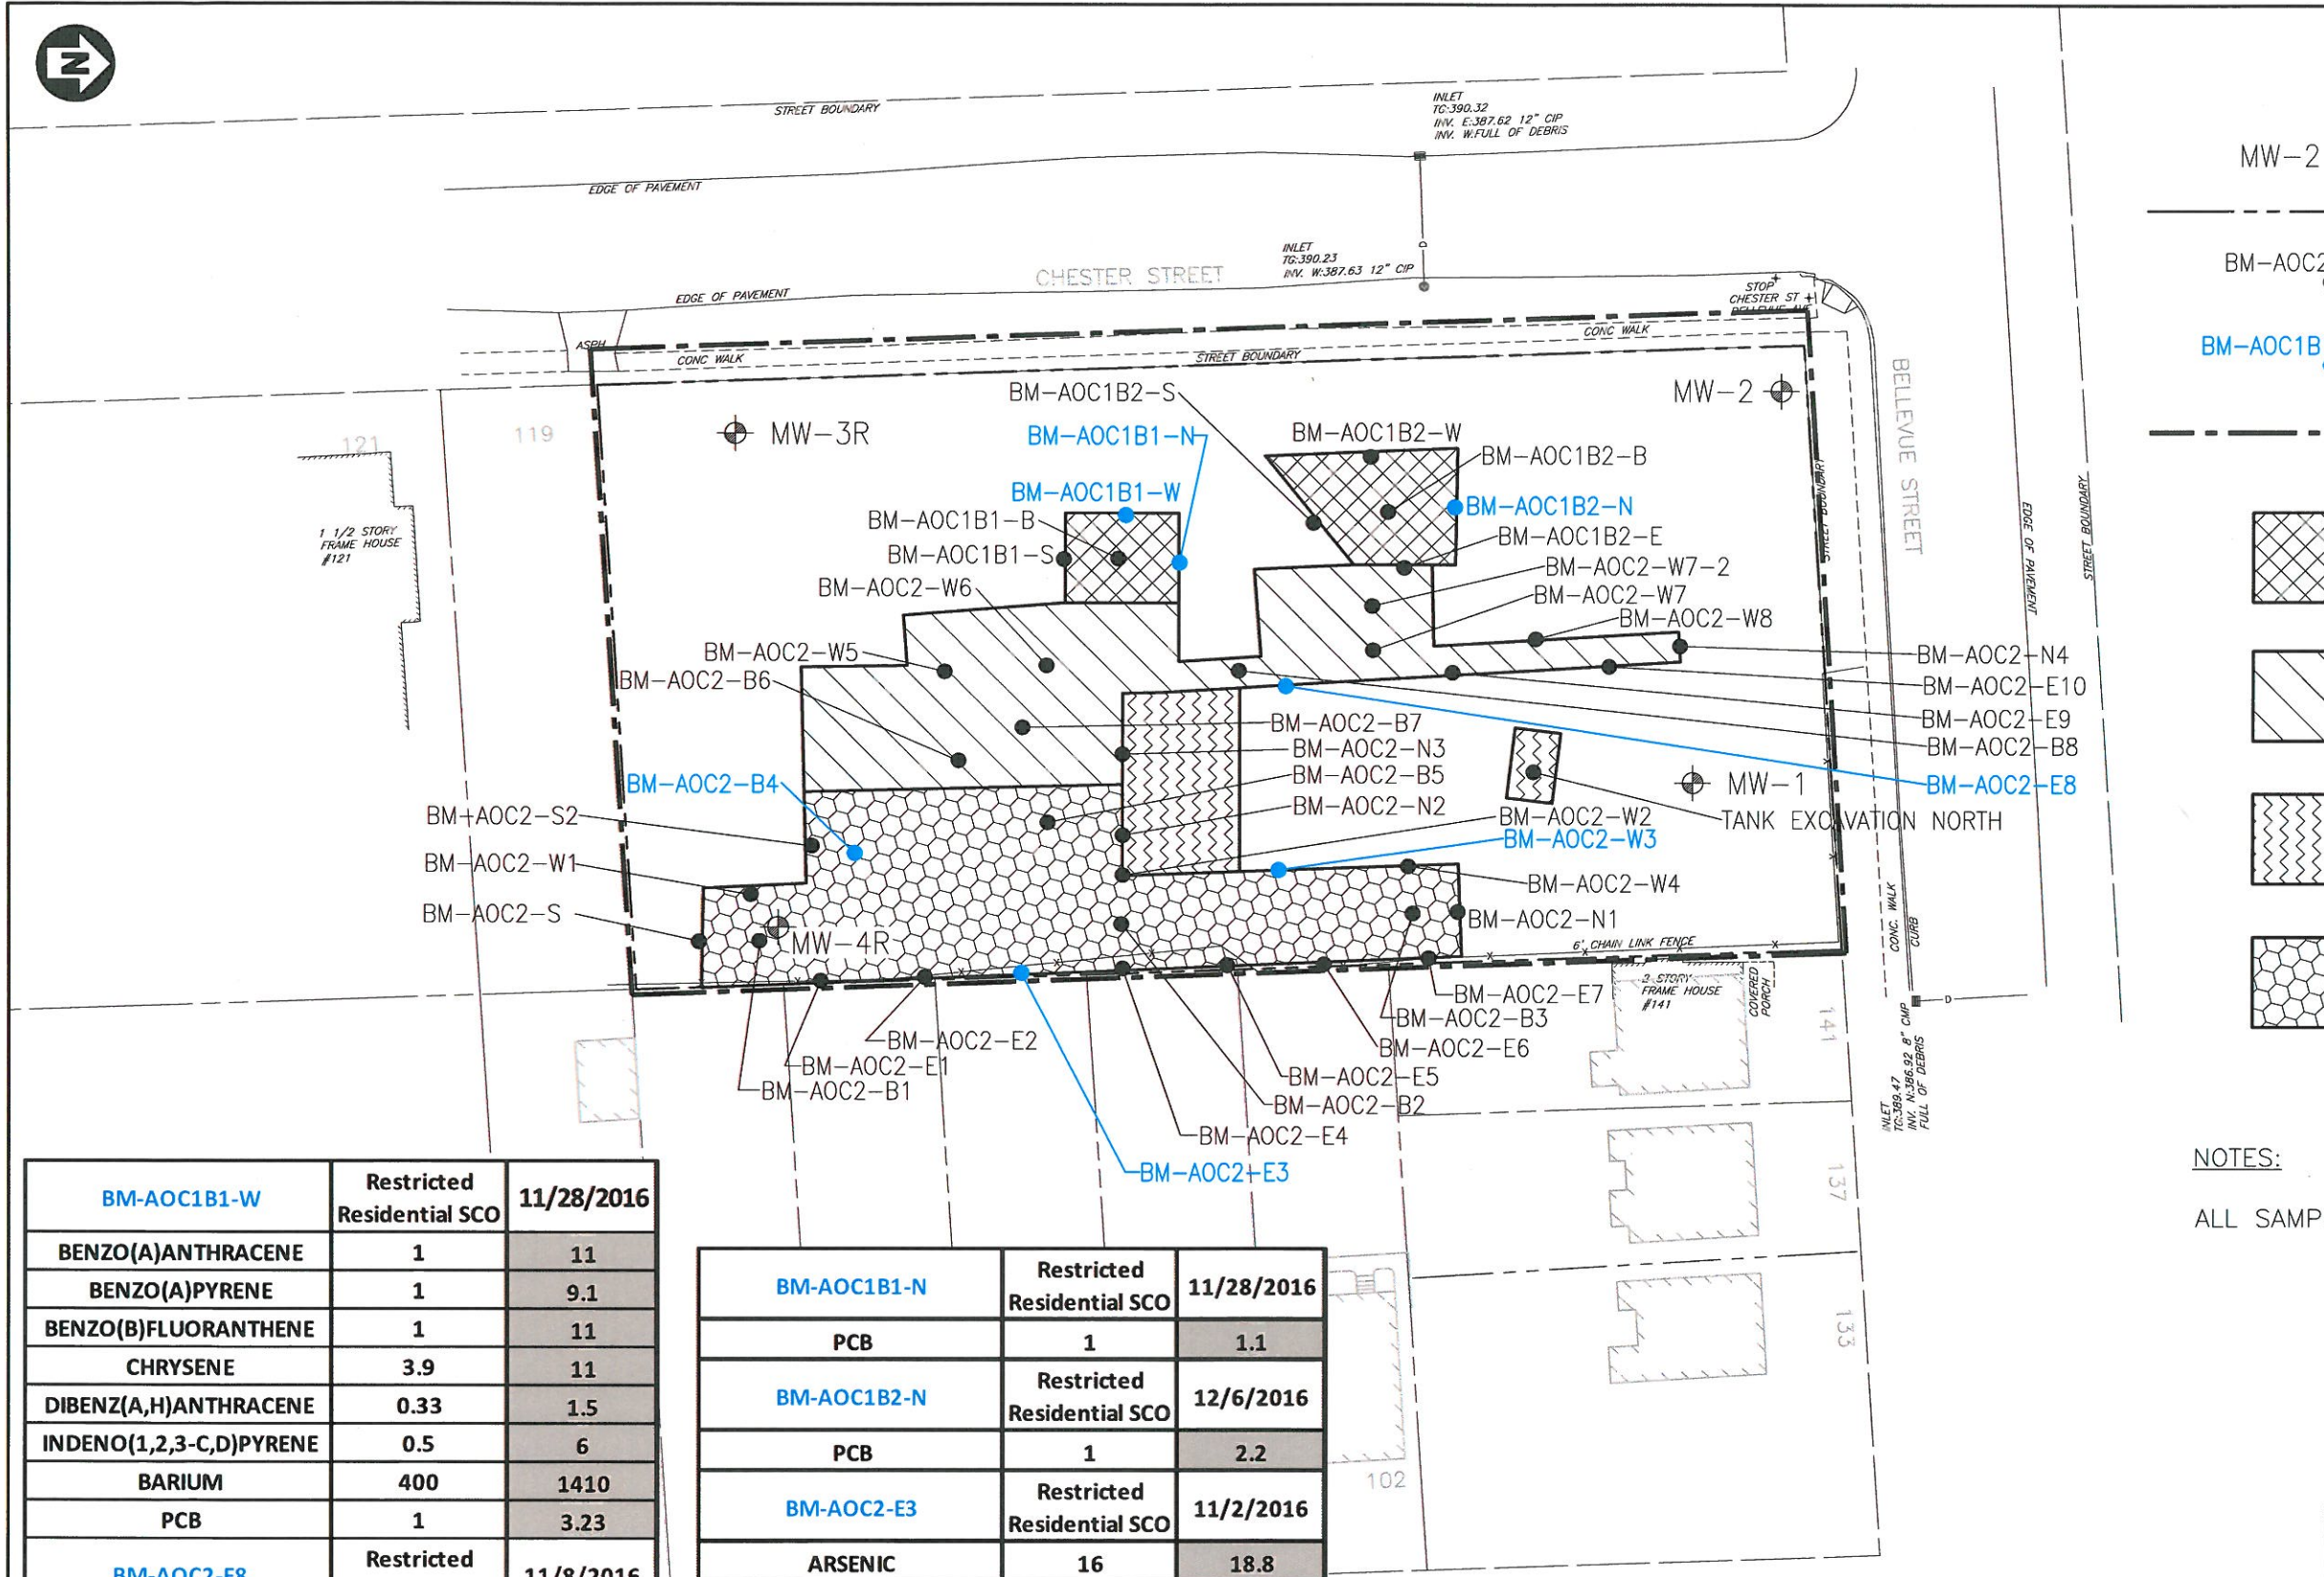 N
STREET BOUNDARY
INLET
TC:390.32
INV. E:387.62 12" CIP
INV. W:FULL OF DEBRIS
EDGE OF PAVEMENT
INLET
TG:390.23
INV. W:387.63 12" CIP
CHESTER STREET
EDGE OF PAVEMENT
D
STOP
CHESTER ST
ASPH
CONC WALK
STREET BOUNDARY
CONC WALK
MW-2
BM-AOC2
BM-AOC1B
121
119
MW-3R
BM-AOC1B2-S
BM-AOC1B1-N
BM-AOC1B2-W
MW-2
BM-AOC1B2-B
BM-AOC1B1-W
BM-AOC1B2-N
BM-AOC1B1-B
BM-AOC1B1-S
BM-AOC1B2-E
BM-AOC2-W7-2
BM-AOC2-W6
BM-AOC2-W7
BM-AOC2-W8
1 1/2 STORY
FRAME HOUSE
#121
STREET BOUNDARY
BELLEVUE STREET
EDGE OF PAVEMENT
STREET BOUNDARY
BM-AOC2-W5
BM-AOC2-B6
BM-AOC2-N4
BM-AOC2-E10
BM-AOC2-E9
BM-AOC2-B8
BM-AOC2-E8
BM-AOC2-B7
BM-AOC2-N3
BM-AOC2-B5
BM-AOC2-N2
BM-AOC2-B4
MW-1
TANK EXCAVATION NORTH
BM-AOC2-S2
BM-AOC2-W2
BM-AOC2-W3
BM-AOC2-W1
BM-AOC2-W4
BM-AOC2-S
BM-AOC2-N1
MW-4R
6' CHAIN LINK FENCE
CONC. WALK
CURB
BM-AOC2-E7
BM-AOC2-B3
BM-AOC2-E6
BM-AOC2-E2
BM-AOC2-E1
BM-AOC2-B1
BM-AOC2-E5
BM-AOC2-B2
BM-AOC2-E4
BM-AOC2-E3
2 STORY
FRAME HOUSE
#141
COVERED
PORCH
D
141
INLET
TC:389.47
INV. N:386.92 8" CMP
FULL OF DEBRIS
137
133
102
NOTES:
ALL SAMP
BM-AOC1B1-W Restricted Residential SCO 11/28/2016
BENZO(A)ANTHRACENE 1 11
BENZO(A)PYRENE 1 9.1
BENZO(B)FLUORANTHENE 1 11
CHRYSENE 3.9 11
DIBENZ(A,H)ANTHRACENE 0.33 1.5
INDENO(1,2,3-C,D)PYRENE 0.5 6
BARIUM 400 1410
PCB 1 3.23
BM-AOC2-E8 Restricted 11/8/2016
BM-AOC1B1-N Restricted Residential SCO 11/28/2016
PCB 1 1.1
BM-AOC1B2-N Restricted Residential SCO 12/6/2016
PCB 1 2.2
BM-AOC2-E3 Restricted Residential SCO 11/2/2016
ARSENIC 16 18.8